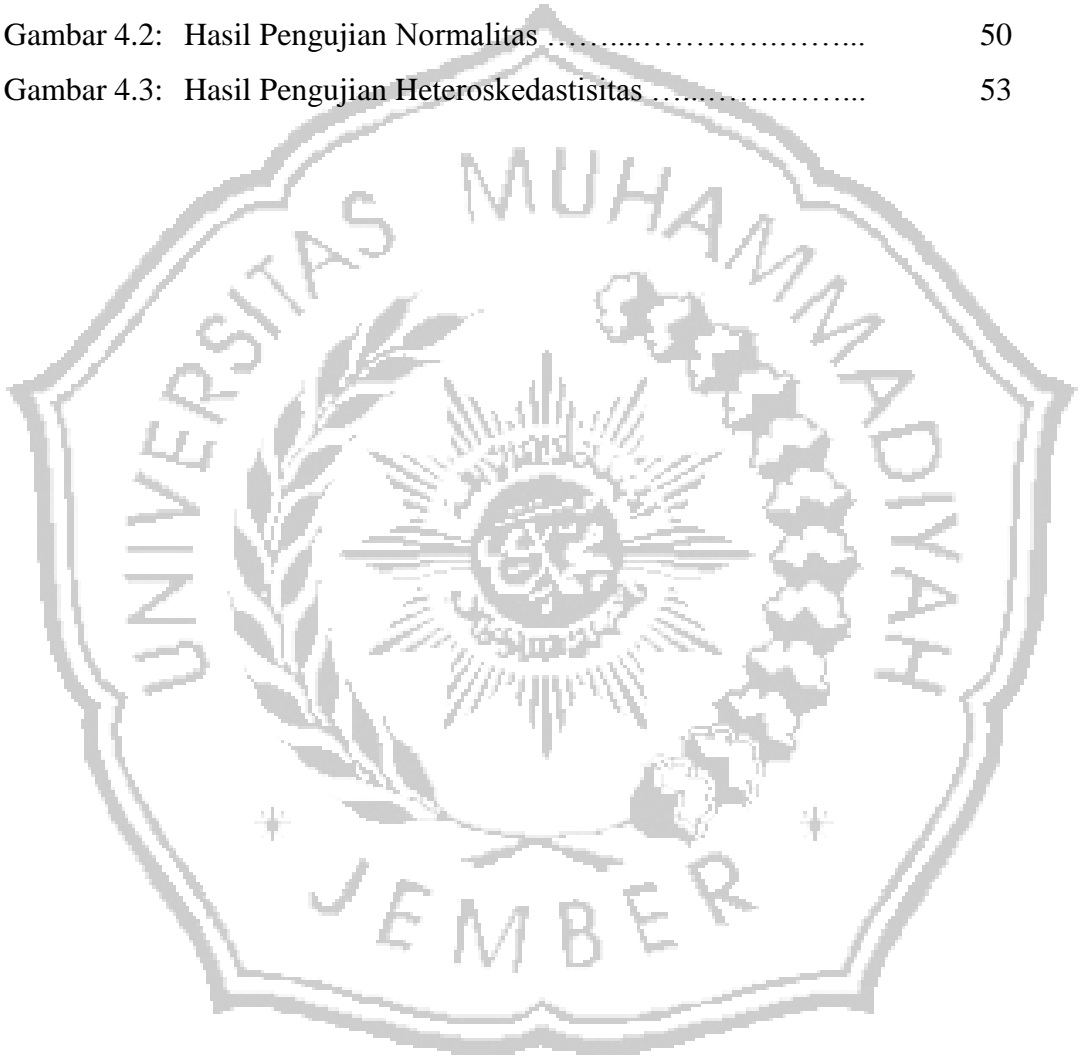 Gambar 4.2: Hasil Pengujian Normalitas ................................ 50
Gambar 4.3: Hasil Pengujian Heteroskedastisitas ..................... 53
UNIVERSITAS MUHAMMADIYAH
JEMBER